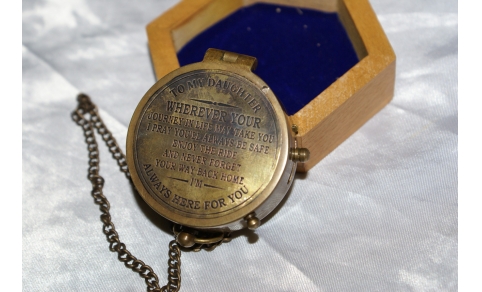 TO MY DAUGHTER
WHEREVER YOUR
JOURNEY IN LIFE MAY TAKE YOU
I PRAY YOU'LL ALWAYS BE SAFE
ENJOY THE RIDE
AND NEVER FORGET
YOUR WAY BACK HOME
I'M
ALWAYS HERE FOR YOU